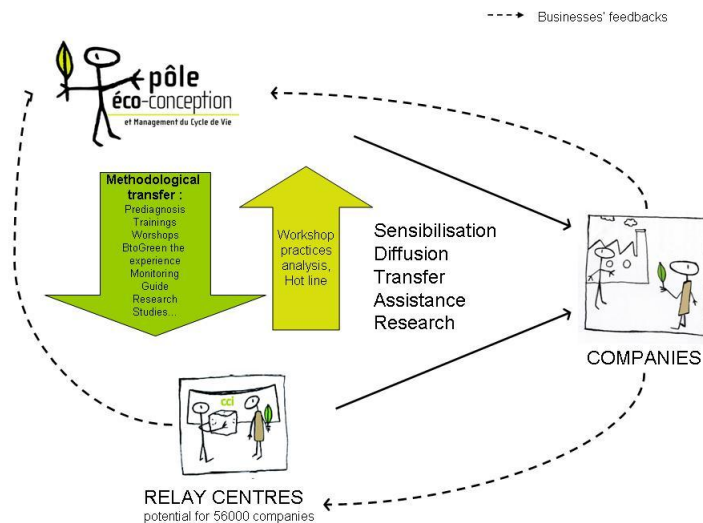 Businesses' feedbacks
pôle
éco-conception
et Management du Cycle de Vie
Methodological
transfer :
Prediagnosis
Trainings
Worshops
BtoGreen the
experience
Monitoring
Guide
Research
Studies...
Workshop
practices
analysis,
Hot line
Sensibilisation
Diffusion
Transfer
Assistance
Research
COMPANIES
cci
RELAY CENTRES
potential for 56000 companies